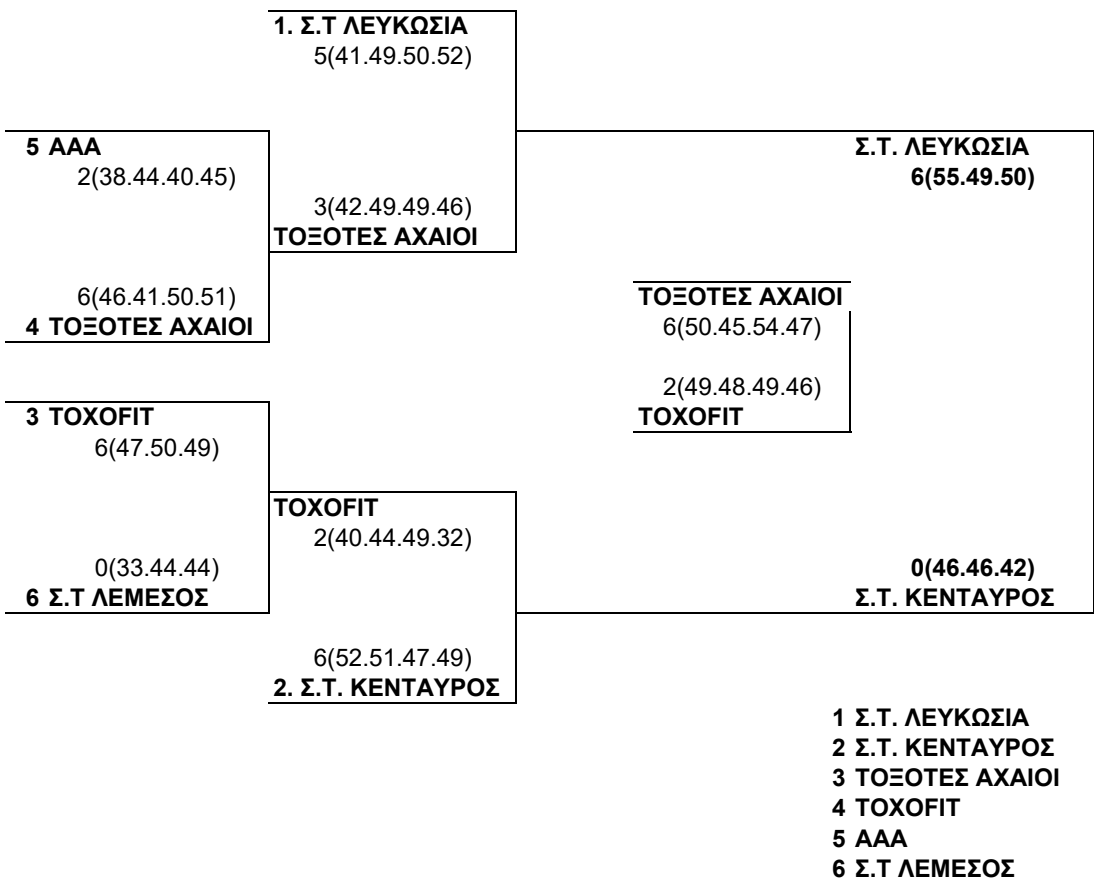 1. Σ.Τ ΛΕΥΚΩΣΙΑ
5(41.49.50.52)
5 ΑΑΑ
2(38.44.40.45)
Σ.Τ. ΛΕΥΚΩΣΙΑ
6(55.49.50)
3(42.49.49.46)
ΤΟΞΟΤΕΣ ΑΧΑΙΟΙ
6(46.41.50.51)
4 ΤΟΞΟΤΕΣ ΑΧΑΙΟΙ
ΤΟΞΟΤΕΣ ΑΧΑΙΟΙ
6(50.45.54.47)
2(49.48.49.46)
TOXOFIT
3 TOXOFIT
6(47.50.49)
TOXOFIT
2(40.44.49.32)
0(33.44.44)
6 Σ.Τ ΛΕΜΕΣΟΣ
0(46.46.42)
Σ.Τ. ΚΕΝΤΑΥΡΟΣ
6(52.51.47.49)
2. Σ.Τ. ΚΕΝΤΑΥΡΟΣ
1 Σ.Τ. ΛΕΥΚΩΣΙΑ
2 Σ.Τ. ΚΕΝΤΑΥΡΟΣ
3 ΤΟΞΟΤΕΣ ΑΧΑΙΟΙ
4 TOXOFIT
5 ΑΑΑ
6 Σ.Τ ΛΕΜΕΣΟΣ